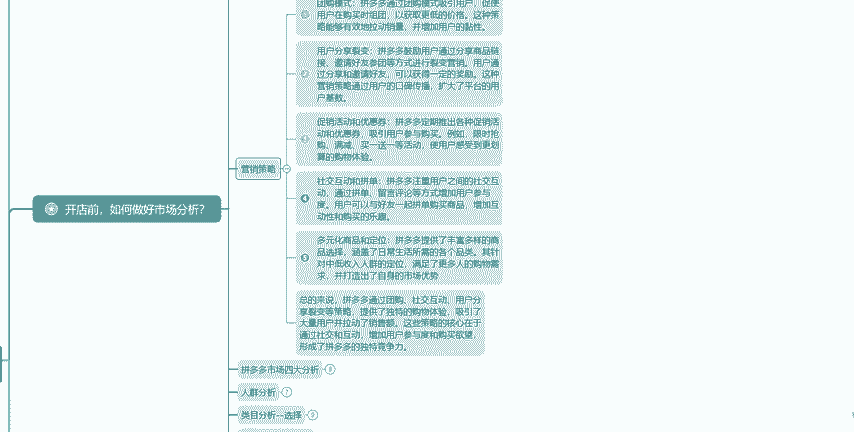 团购模式：拼多多通过团购模式吸引用户，促使
用户在购买时组团，以获取更低的价格。这种策
略能够有效地拉动销量，并增加用户的黏性。
用户分享裂变：拼多多鼓励用户通过分享商品链
接、邀请好友参团等方式进行裂变营销。用户通
过分享和邀请好友，可以获得一定的奖励。这种
营销策略通过用户的口碑传播，扩大了平台的用
户基数。
促销活动和优惠券：拼多多定期推出各种促销活
动和优惠券，吸引用户参与购买。例如，限时抢
购、满减、买一送一等活动，使用户感受到更划
算的购物体验。
营销策略
社交互动和拼单：拼多多注重用户之间的社交互
动，通过拼单、留言评论等方式增加用户参与
度。用户可以与好友一起拼单购买商品，增加互
动性和购买的乐趣。
4
开店前，如何做好市场分析？
多元化商品和定位：拼多多提供了丰富多样的商
品选择，涵盖了日常生活所需的各个品类。其针
对中低收入人群的定位，满足了更多人的购物需
求，并打造出了自身的市场优势
5
总的来说，拼多多通过团购、社交互动、用户分
享裂变等策略，提供了独特的购物体验，吸引了
大量用户并拉动了销售额。这些策略的核心在于
通过社交和互动，增加用户参与度和购买欲望，
形成了拼多多的独特竞争力。
拼多多市场四大分析
人群分析
类目分析--选择